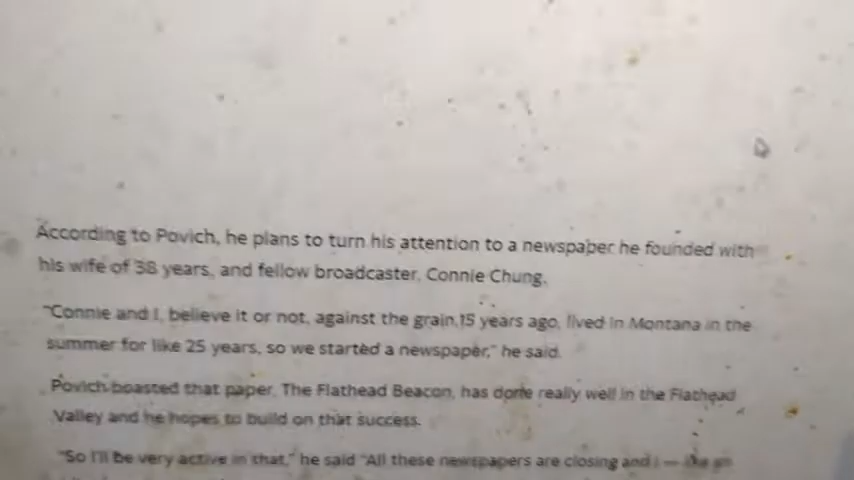 According to Povich, he plans to turn his attention to a newspaper he founded with
his wife of 38 years, and fellow broadcaster, Connie Chung.
"Connie and I, believe it or not, against the grain,15 years ago, lived in Montana in the
summer for like 25 years, so we started a newspaper," he said.
Povich boasted that paper, The Flathead Beacon, has done really well in the Flathead
Valley and he hopes to build on that success.
"So I'll be very active in that," he said "All these newspapers are closing and I —